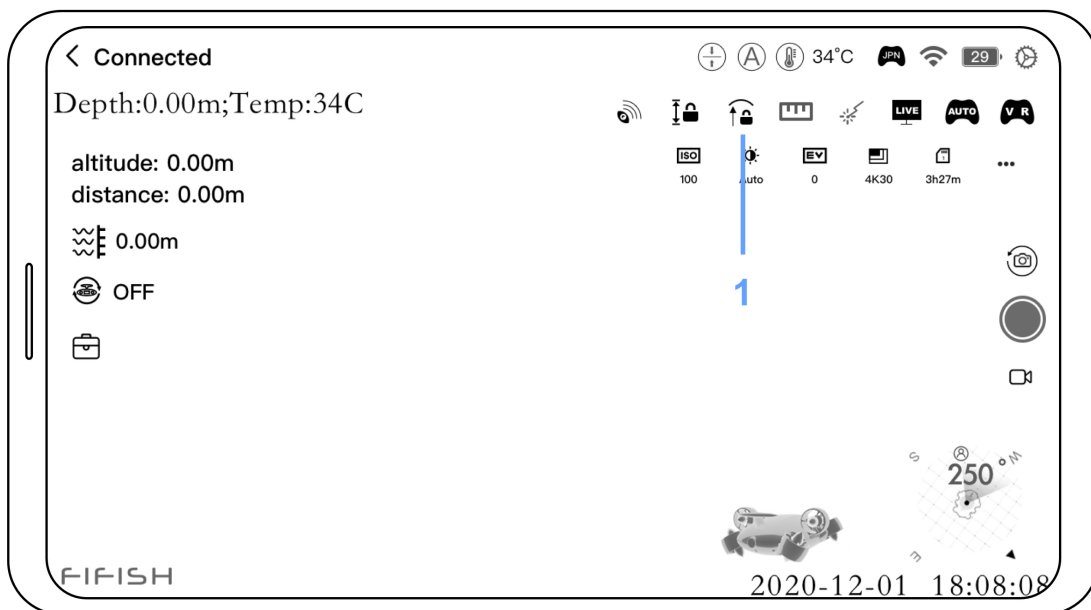 Connected
A 34°C JPN 29
Depth:0.00m;Temp:34C
LIVE AUTO V R
altitude: 0.00m
distance: 0.00m
ISO EV
100 Auto 0 4K30 3h27m
0.00m
OFF
1
S W
250°
E
FIFISH
2020-12-01 18:08:08